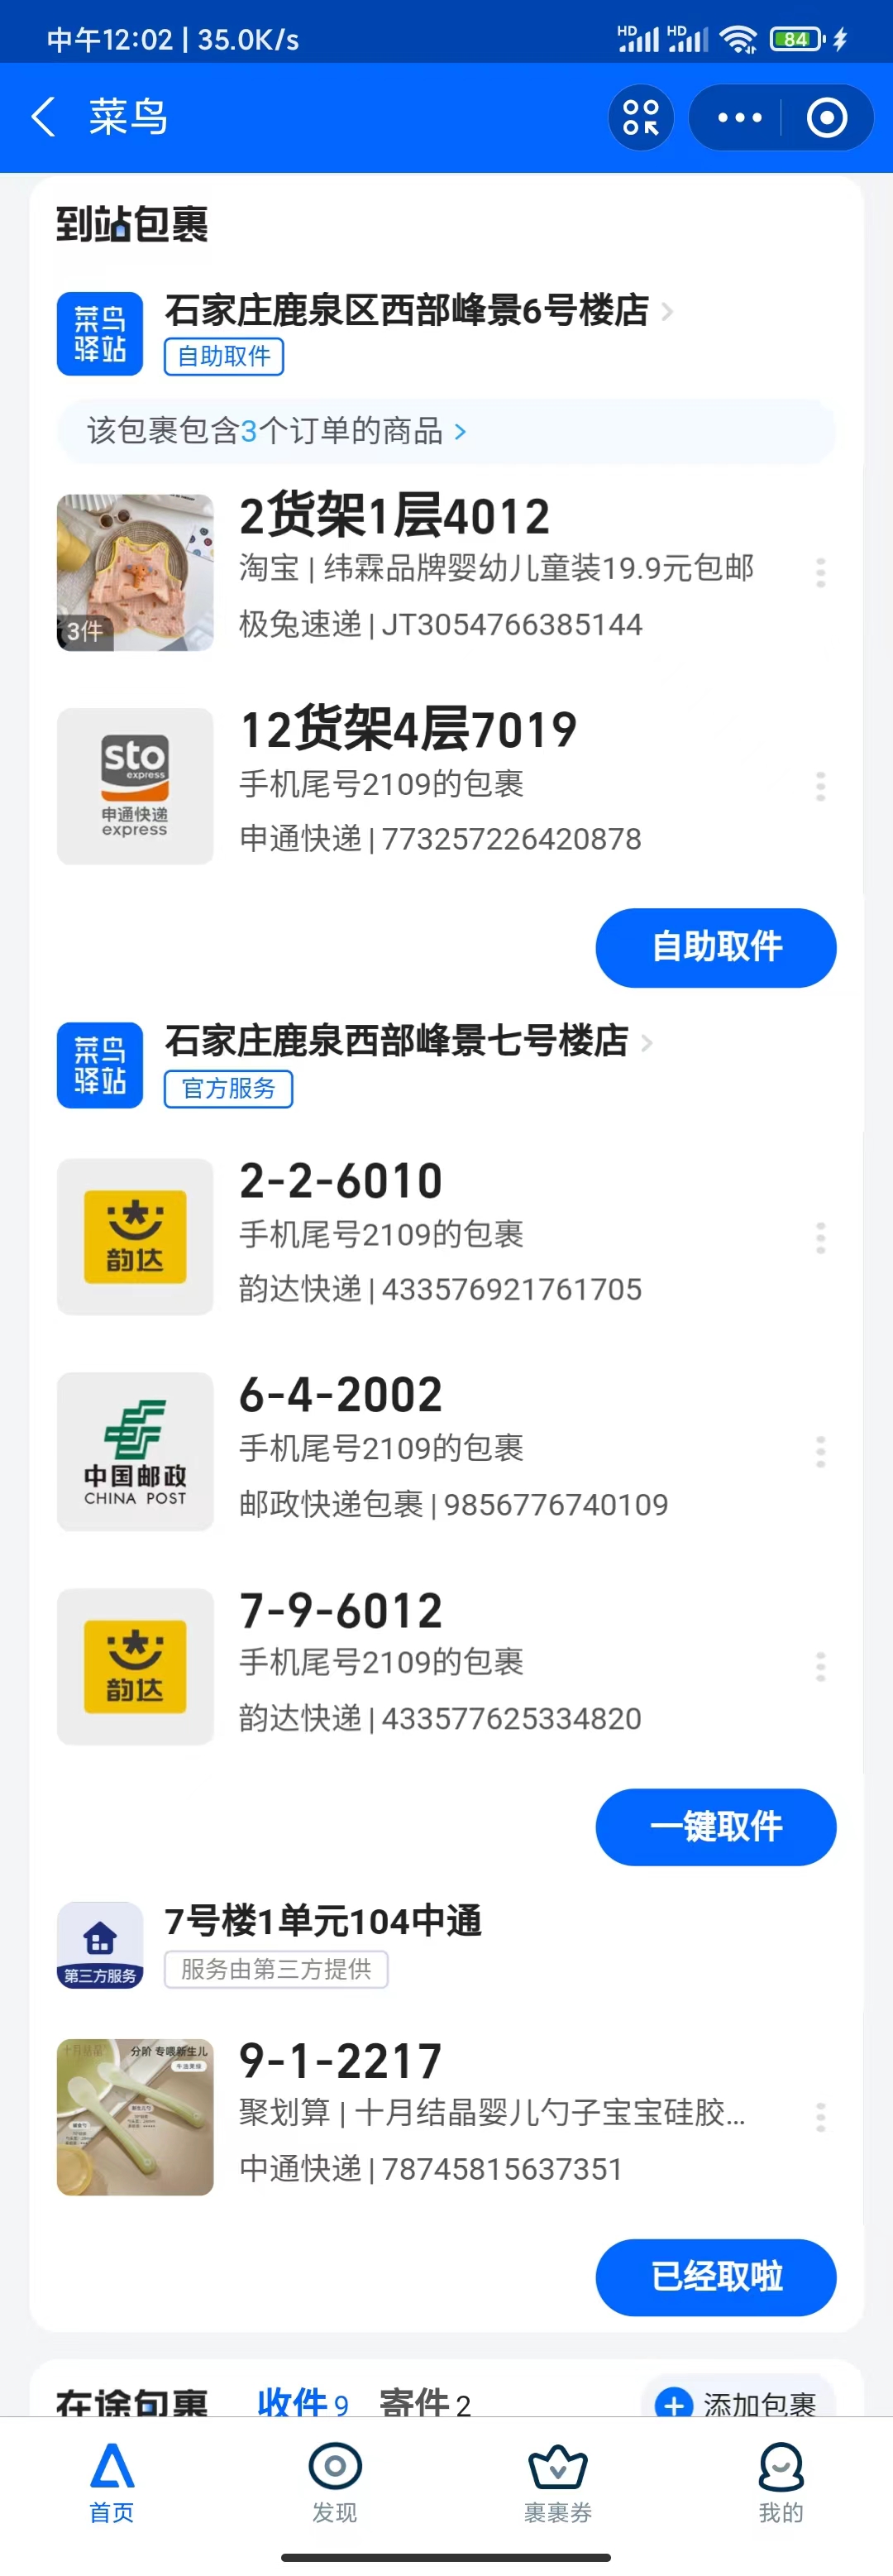 中午12:02 | 35.0K/s
HD HD 84
菜鸟
到站包裹
菜鸟驿站
石家庄鹿泉区西部峰景6号楼店
自助取件
该包裹包含3个订单的商品
2货架1层4012
淘宝 | 纬霖品牌婴幼儿童装19.9元包邮
3件
极兔速递 | JT3054766385144
12货架4层7019
sto
express
申通快递
express
手机尾号2109的包裹
申通快递 | 773257226420878
自助取件
菜鸟驿站
石家庄鹿泉西部峰景七号楼店
官方服务
2-2-6010
韵达
手机尾号2109的包裹
韵达快递 | 433576921761705
6-4-2002
中国邮政
CHINA POST
手机尾号2109的包裹
邮政快递包裹 | 9856776740109
7-9-6012
韵达
手机尾号2109的包裹
韵达快递 | 433577625334820
一键取件
第三方服务
7号楼1单元104中通
服务由第三方提供
分阶 专喂新生儿
9-1-2217
聚划算 | 十月结晶婴儿勺子宝宝硅胶...
中通快递 | 78745815637351
已经取啦
在途包裹 收件 9 寄件 2 添加包裹
首页 发现 裹裹券 我的